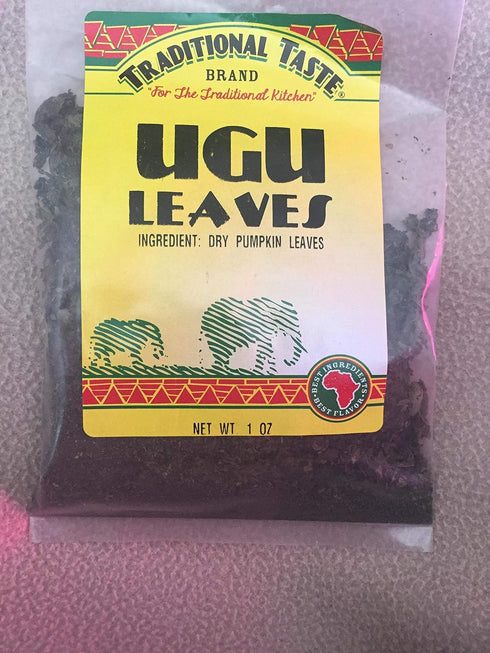 TRADITIONAL TASTE®
BRAND
"For The Traditional Kitchen"
UGU
LEAVES
INGREDIENT: DRY PUMPKIN LEAVES
BEST INGREDIENTS
BEST FLAVOR
NET WT. 1 OZ